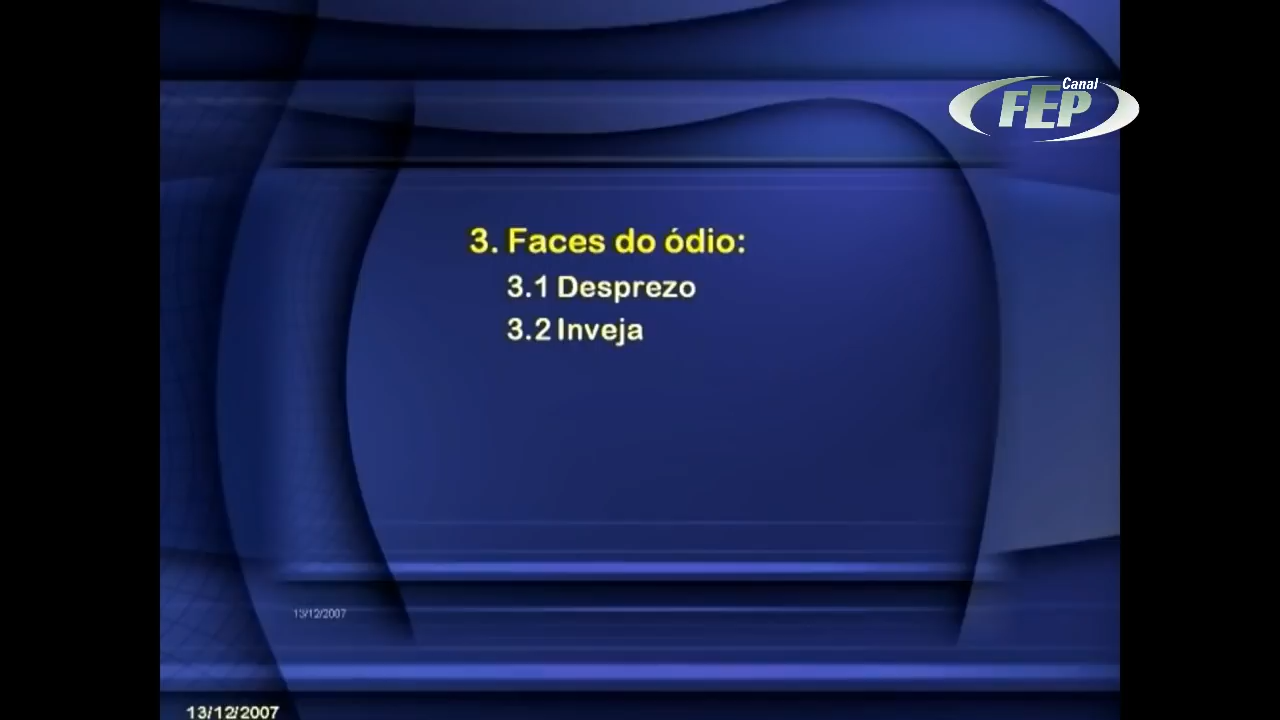 Canal
FEP
3. Faces do ódio:
3.1 Desprezo
3.2 Inveja
13/12/2007
13/12/2007